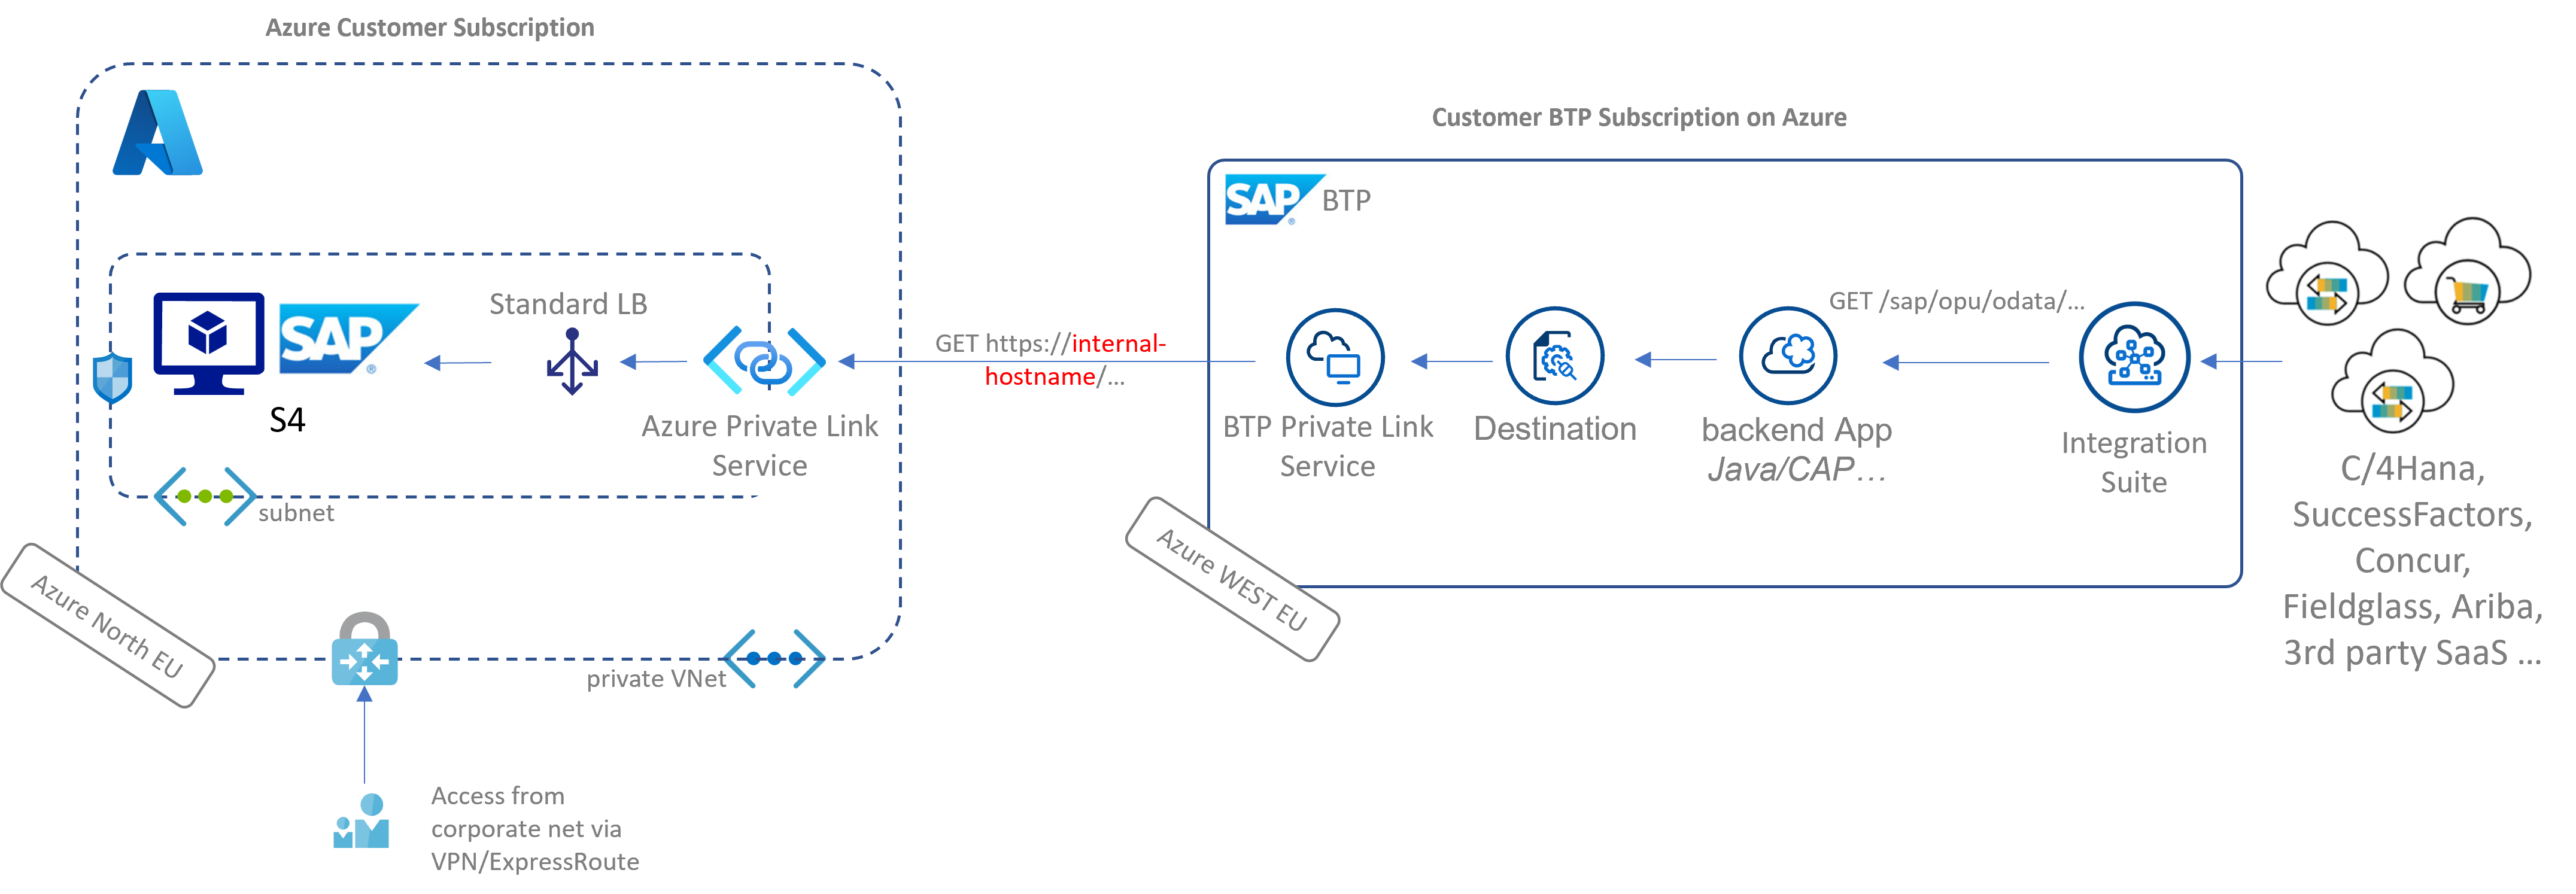 Azure Customer Subscription
Customer BTP Subscription on Azure
SAP
®
BTP
Standard LB
SAP
®
S4
Azure Private Link
Service
subnet
private VNet
Azure North EU
Access from
corporate net via
VPN/ExpressRoute
GET https://internal-
hostname/...
BTP Private Link
Service
Destination
backend App
Java/CAP...
GET /sap/opu/odata/...
Integration
Suite
Azure WEST EU
C/4Hana,
SuccessFactors,
Concur,
Fieldglass, Ariba,
3rd party SaaS ...